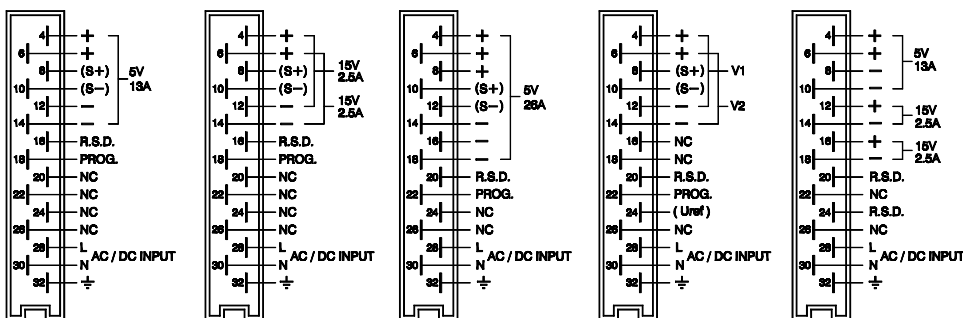 4 +
6 +
8 (S+)
5V
13A
10 (S−)
12 −
14 −
16 R.S.D.
18 PROG.
20 NC
22 NC
24 NC
26 NC
28 L
AC / DC INPUT
30 N
32
4 +
6 +
8 (S+)
15V
2.5A
10 (S−)
12 −
15V
2.5A
14 −
16 R.S.D.
18 PROG.
20 NC
22 NC
24 NC
26 NC
28 L
AC / DC INPUT
30 N
32
4 +
6 +
8 +
10 (S+)
5V
26A
12 (S−)
14 −
16 −
18 −
20 R.S.D.
22 PROG.
24 NC
26 NC
28 L
AC / DC INPUT
30 N
32
4 +
6 +
8 (S+) V1
10 (S−)
12 − V2
14 −
16 NC
18 NC
20 R.S.D.
22 PROG.
24 ( Uref )
26 NC
28 L
AC / DC INPUT
30 N
32
4 +
6 +
5V
13A
8 −
10 −
12 +
15V
2.5A
14 −
16 +
15V
2.5A
18 −
20 R.S.D.
22 NC
24 R.S.D.
26 NC
28 L
AC / DC INPUT
30 N
32